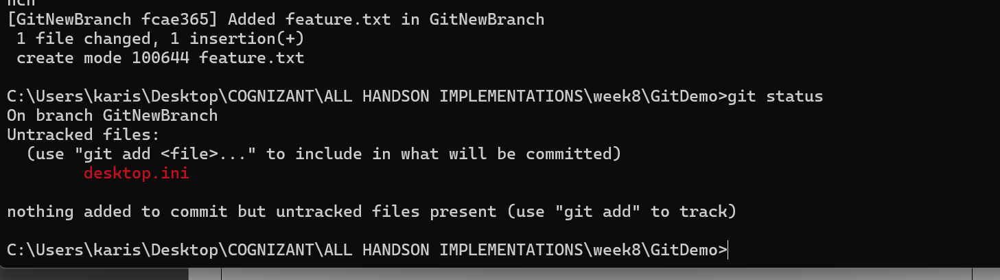 [GitNewBranch fcae365] Added feature.txt in GitNewBranch
 1 file changed, 1 insertion(+)
 create mode 100644 feature.txt

C:\Users\karis\Desktop\COGNIZANT\ALL HANDSON IMPLEMENTATIONS\week8\GitDemo>git status
On branch GitNewBranch
Untracked files:
  (use "git add <file>..." to include in what will be committed)
        desktop.ini

nothing added to commit but untracked files present (use "git add" to track)

C:\Users\karis\Desktop\COGNIZANT\ALL HANDSON IMPLEMENTATIONS\week8\GitDemo>